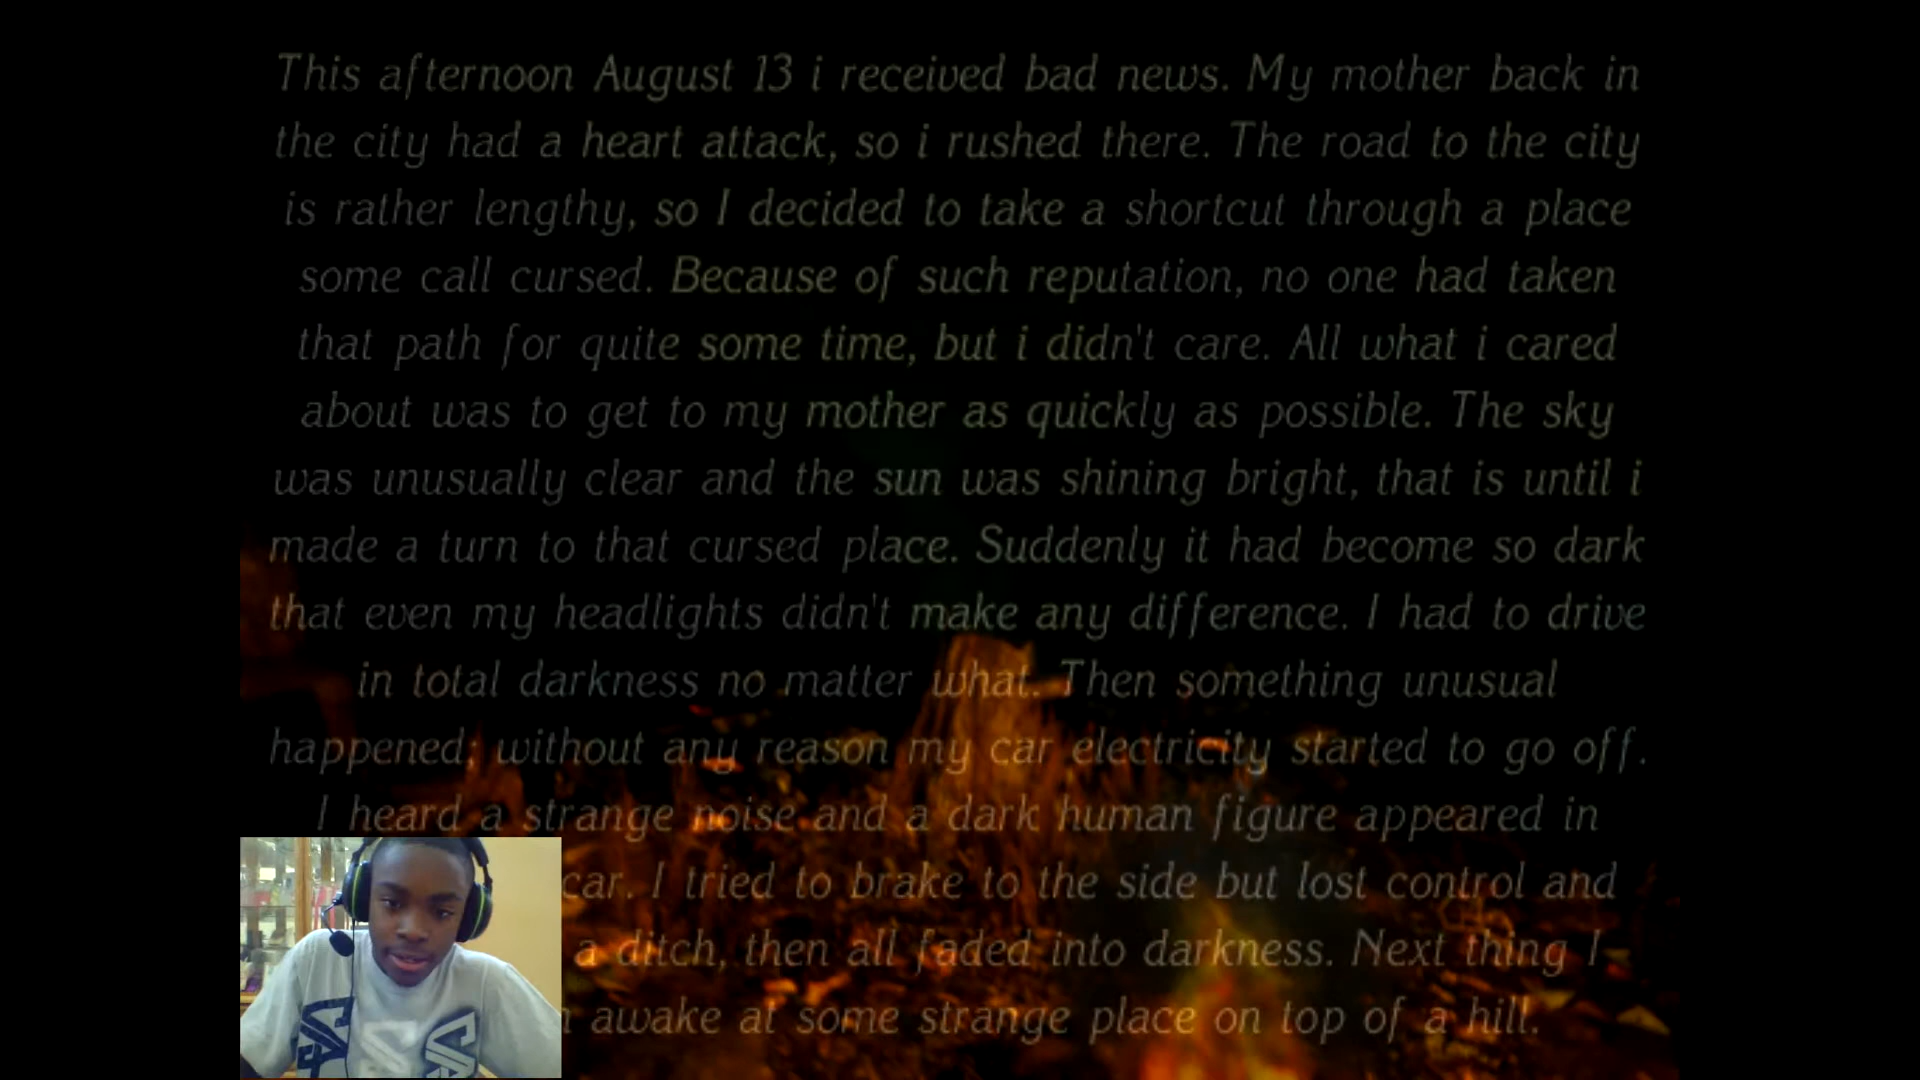 This afternoon August 13 i received bad news. My mother back in
the city had a heart attack, so i rushed there. The road to the city
is rather lengthy, so I decided to take a shortcut through a place
some call cursed. Because of such reputation, no one had taken
that path for quite some time, but i didn't care. All what i cared
about was to get to my mother as quickly as possible. The sky
was unusually clear and the sun was shining bright, that is until i
made a turn to that cursed place. Suddenly it had become so dark
that even my headlights didn't make any difference. I had to drive
in total darkness no matter what. Then something unusual
happened; without any reason my car electricity started to go off.
I heard a strange noise and a dark human figure appeared in
car. I tried to brake to the side but lost control and
a ditch, then all faded into darkness. Next thing I
awake at some strange place on top of a hill.